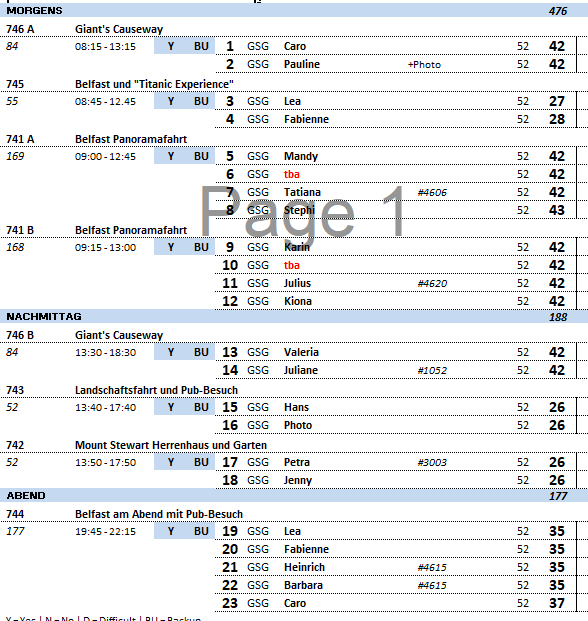 MORGENS 476
746 A Giant's Causeway
84 08:15 - 13:15 Y BU 1 GSG Caro 52 42
2 GSG Pauline +Photo 52 42
745 Belfast und "Titanic Experience"
55 08:45 - 12.45 Y BU 3 GSG Lea 52 27
4 GSG Fabienne 52 28
741 A Belfast Panoramafahrt
169 09:00 - 12:45 Y BU 5 GSG Mandy 52 42
6 GSG tba 52 42
7 GSG Tatiana #4606 52 42
8 GSG Stephi 52 43
Page 1
741 B Belfast Panoramafahrt
168 09:15 - 13:00 Y BU 9 GSG Karin 52 42
10 GSG tba 52 42
11 GSG Julius #4620 52 42
12 GSG Kiona 52 42
NACHMITTAG 188
746 B Giant's Causeway
84 13:30 - 18:30 Y BU 13 GSG Valeria 52 42
14 GSG Juliane #1052 52 42
743 Landschaftsfahrt und Pub-Besuch
52 13:40 - 17:40 Y BU 15 GSG Hans 52 26
16 GSG Photo 52 26
742 Mount Stewart Herrenhaus und Garten
52 13:50 - 17:50 Y BU 17 GSG Petra #3003 52 26
18 GSG Jenny 52 26
ABEND 177
744 Belfast am Abend mit Pub-Besuch
177 19:45 - 22:15 Y BU 19 GSG Lea 52 35
20 GSG Fabienne 52 35
21 GSG Heinrich #4615 52 35
22 GSG Barbara #4615 52 35
23 GSG Caro 52 37
Y = Yes | N = No | D = Difficult | BU = Backup